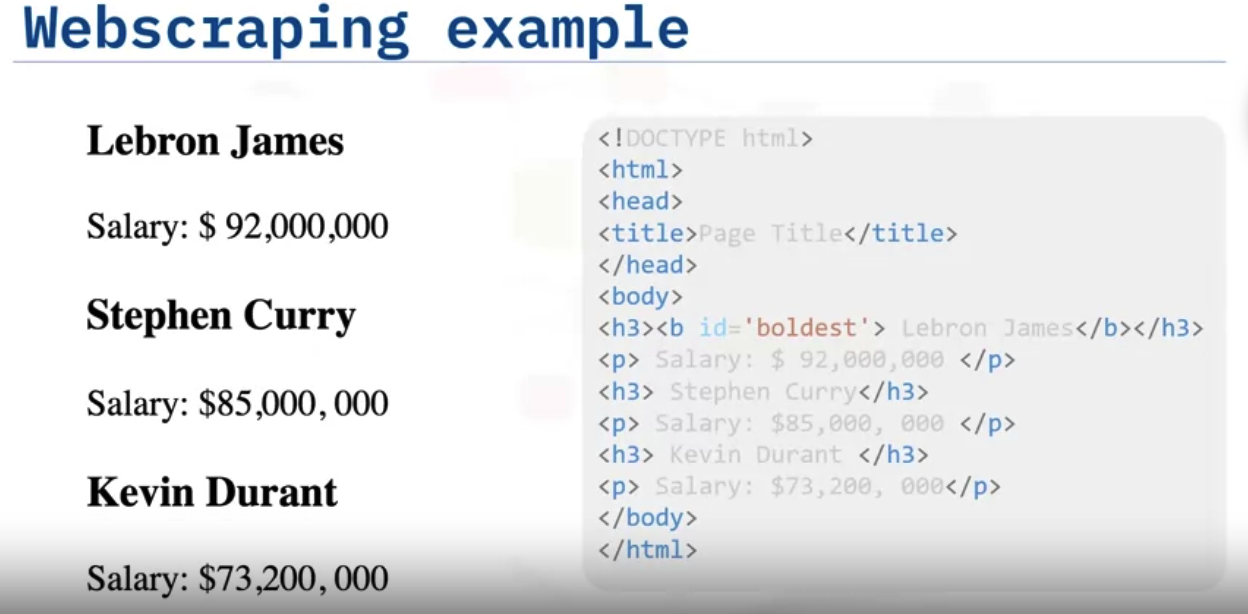 Webscraping example
Lebron James
Salary: $ 92,000,000
Stephen Curry
Salary: $85,000, 000
Kevin Durant
Salary: $73,200, 000
<!DOCTYPE html>
<html>
<head>
<title>Page Title</title>
</head>
<body>
<h3><b id='boldest'> Lebron James</b></h3>
<p> Salary: $ 92,000,000 </p>
<h3> Stephen Curry</h3>
<p> Salary: $85,000, 000 </p>
<h3> Kevin Durant </h3>
<p> Salary: $73,200, 000</p>
</body>
</html>